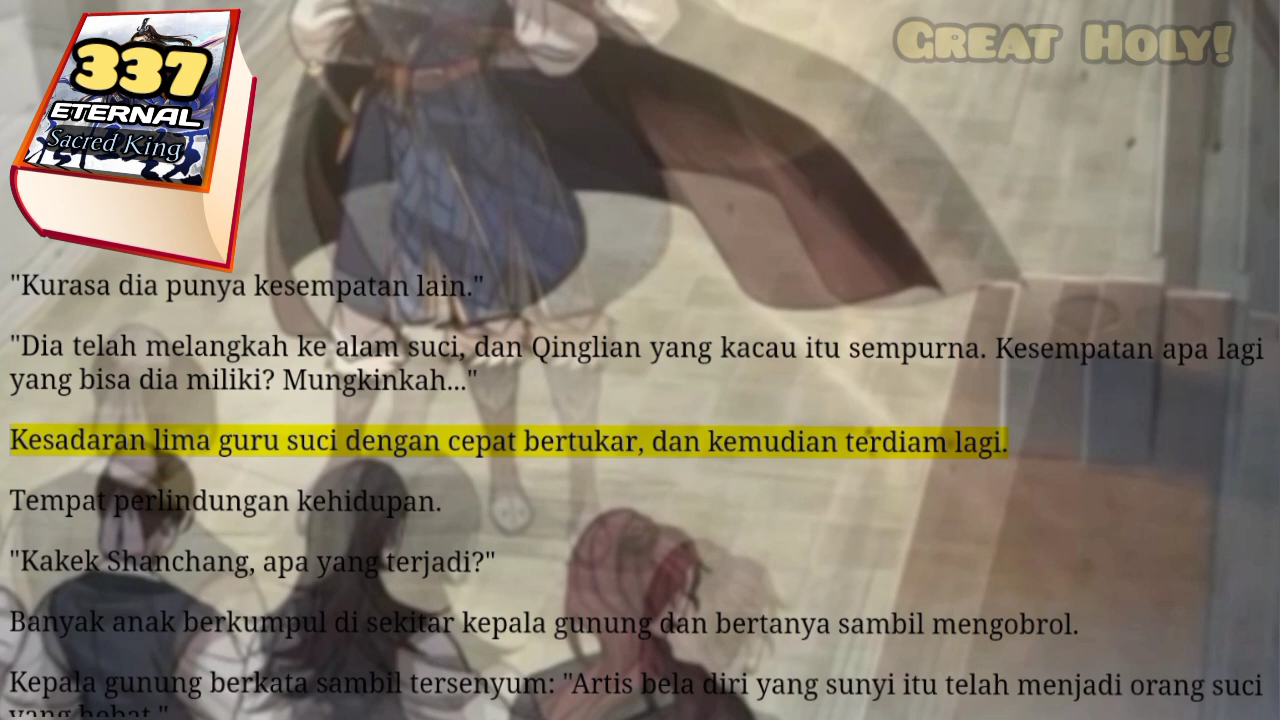 GREAT HOLY!
337
ETERNAL
Sacred King
"Kurasa dia punya kesempatan lain."
"Dia telah melangkah ke alam suci, dan Qinglian yang kacau itu sempurna. Kesempatan apa lagi
yang bisa dia miliki? Mungkinkah..."
Kesadaran lima guru suci dengan cepat bertukar, dan kemudian terdiam lagi.
Tempat perlindungan kehidupan.
"Kakek Shanchang, apa yang terjadi?"
Banyak anak berkumpul di sekitar kepala gunung dan bertanya sambil mengobrol.
Kepala gunung berkata sambil tersenyum: "Artis bela diri yang sunyi itu telah menjadi orang suci
yang hebat."